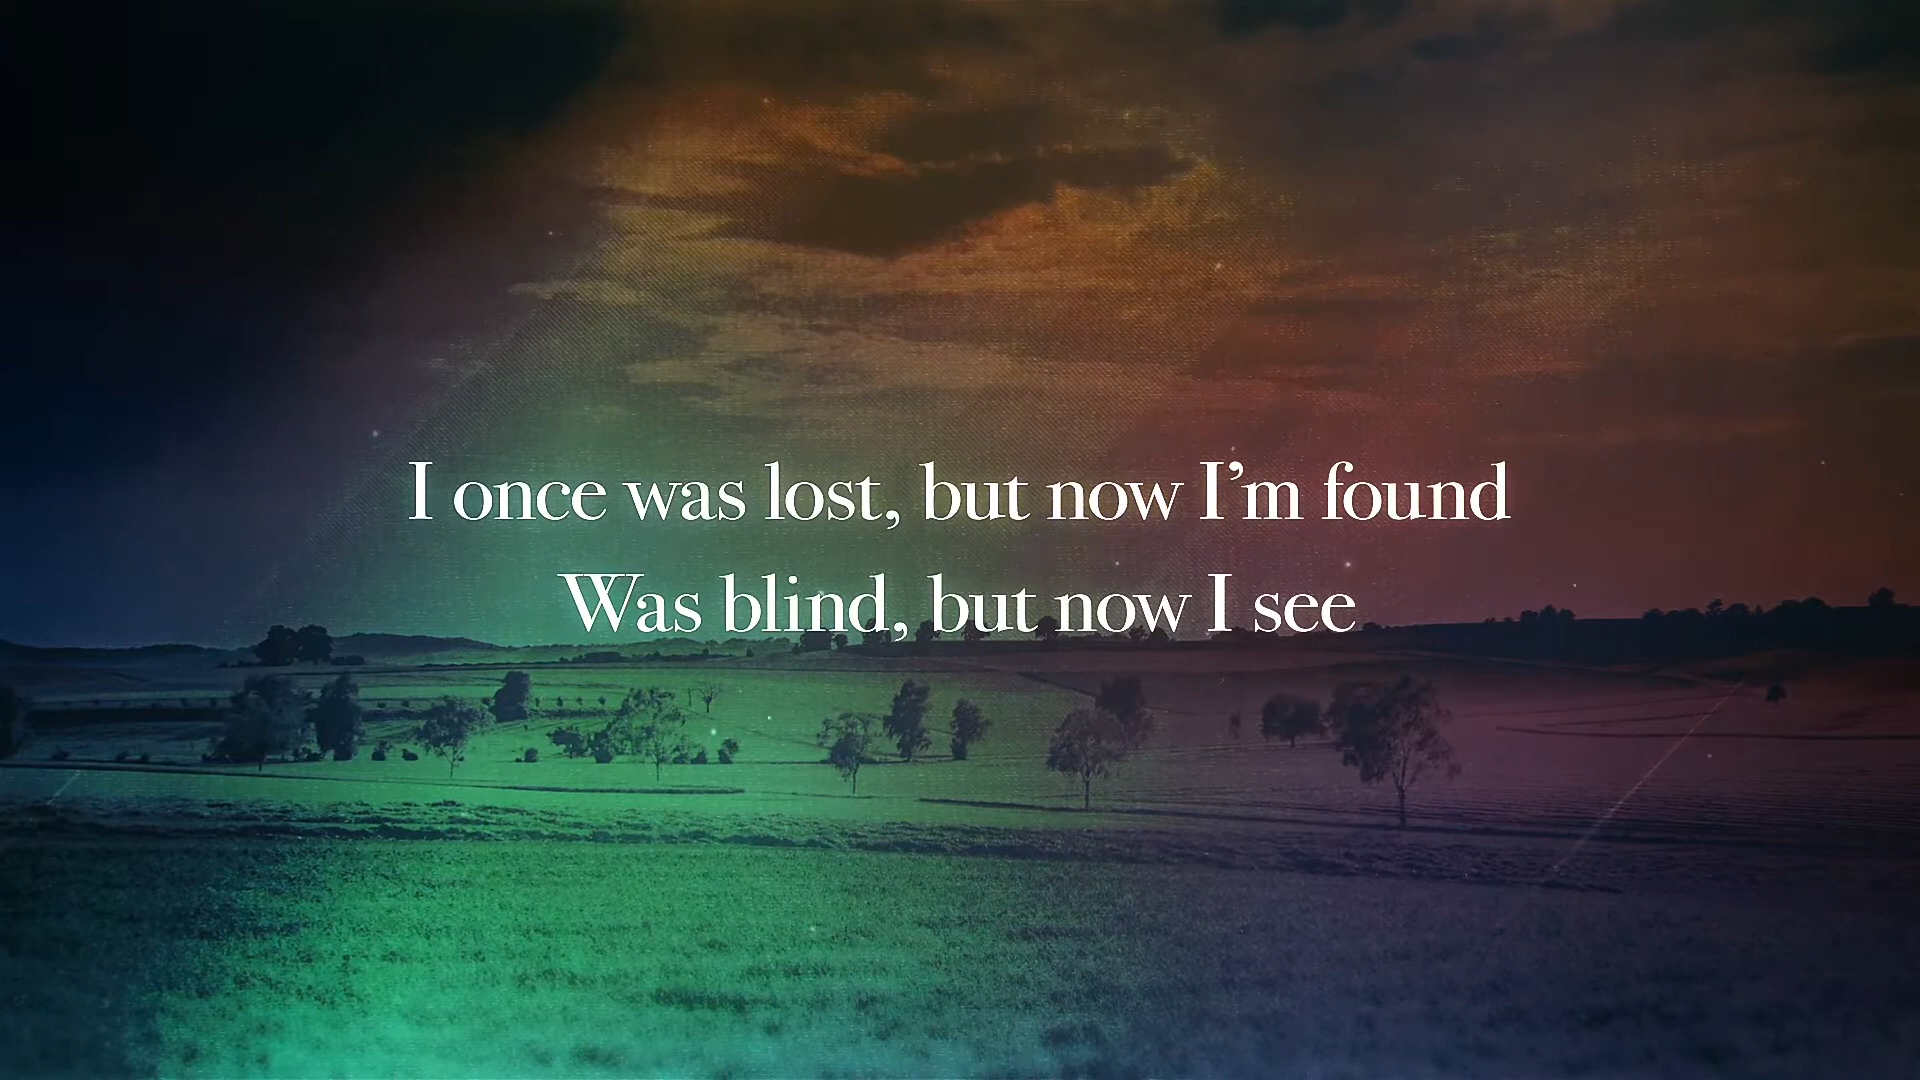 I once was lost, but now I’m found
Was blind, but now I see